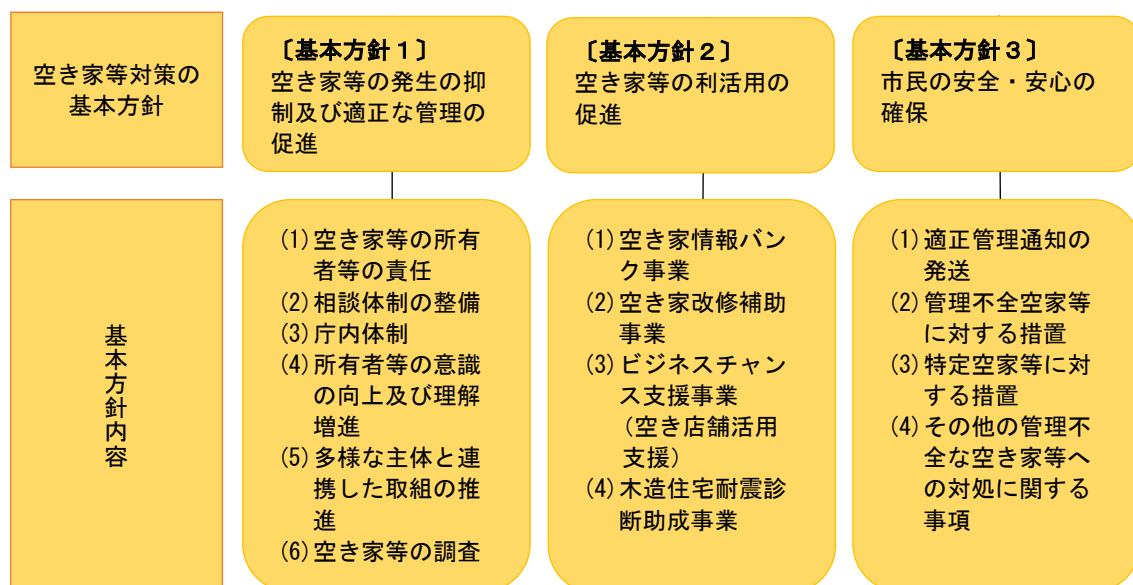 空き家等対策の
基本方針
〔基本方針１〕
空き家等の発生の抑
制及び適正な管理の
促進
〔基本方針２〕
空き家等の利活用の
促進
〔基本方針３〕
市民の安全・安心の
確保
基本方針内容
(1) 空き家等の所有
者等の責任
(2) 相談体制の整備
(3) 庁内体制
(4) 所有者等の意識
の向上及び理解
増進
(5) 多様な主体と連
携した取組の推
進
(6) 空き家等の調査
(1) 空き家情報バン
ク事業
(2) 空き家改修補助
事業
(3) ビジネスチャン
ス支援事業
（空き店舗活用
支援）
(4) 木造住宅耐震診
断助成事業
(1) 適正管理通知の
発送
(2) 管理不全空家等
に対する措置
(3) 特定空家等に対
する措置
(4) その他の管理不
全な空き家等へ
の対処に関する
事項